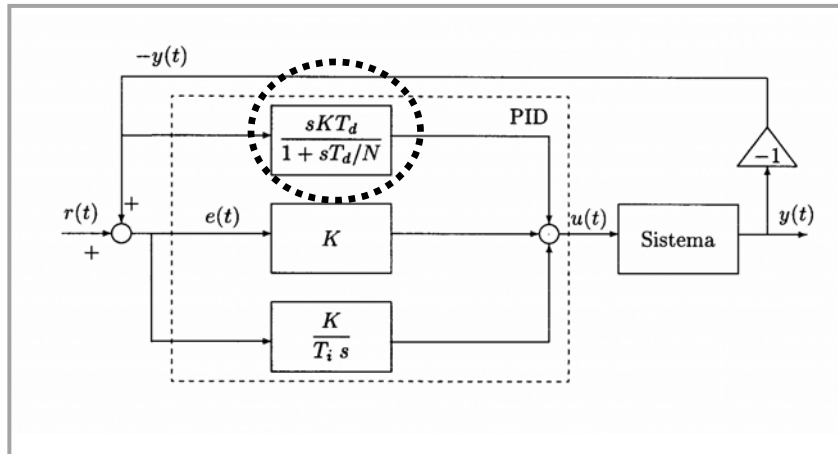 −y(t)
PID
sKT_d
1 + sT_d/N
−1
+
r(t)
+
e(t)
K
u(t)
Sistema
y(t)
K
T_i s